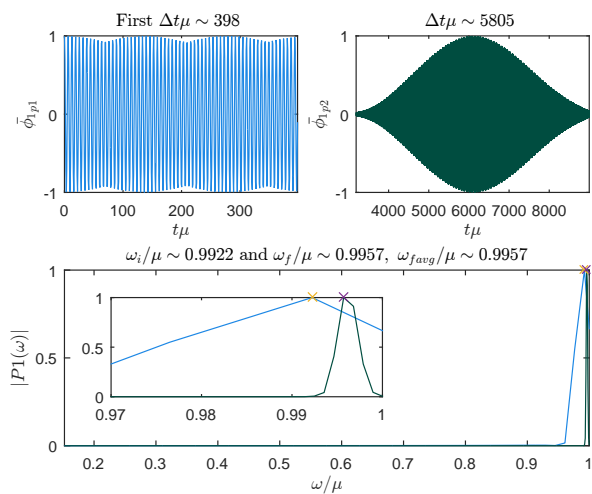 First Δtμ ∼ 398
Δtμ ∼ 5805
1
0
-1
ϕ̄₁ₚ₁
0 100 200 300
tμ
1
0
-1
ϕ̄₁ₚ₂
4000 6000 7000 8000
5000
tμ
ω_i/μ ∼ 0.9922 and ω_f/μ ∼ 0.9957, ω_favg/μ ∼ 0.9957
1
0.5
0
|P1(ω)|
1
0.5
0
0.97 0.98 0.99 1
0.2 0.3 0.4 0.5 0.6 0.7 0.8 0.9 1
ω/μ